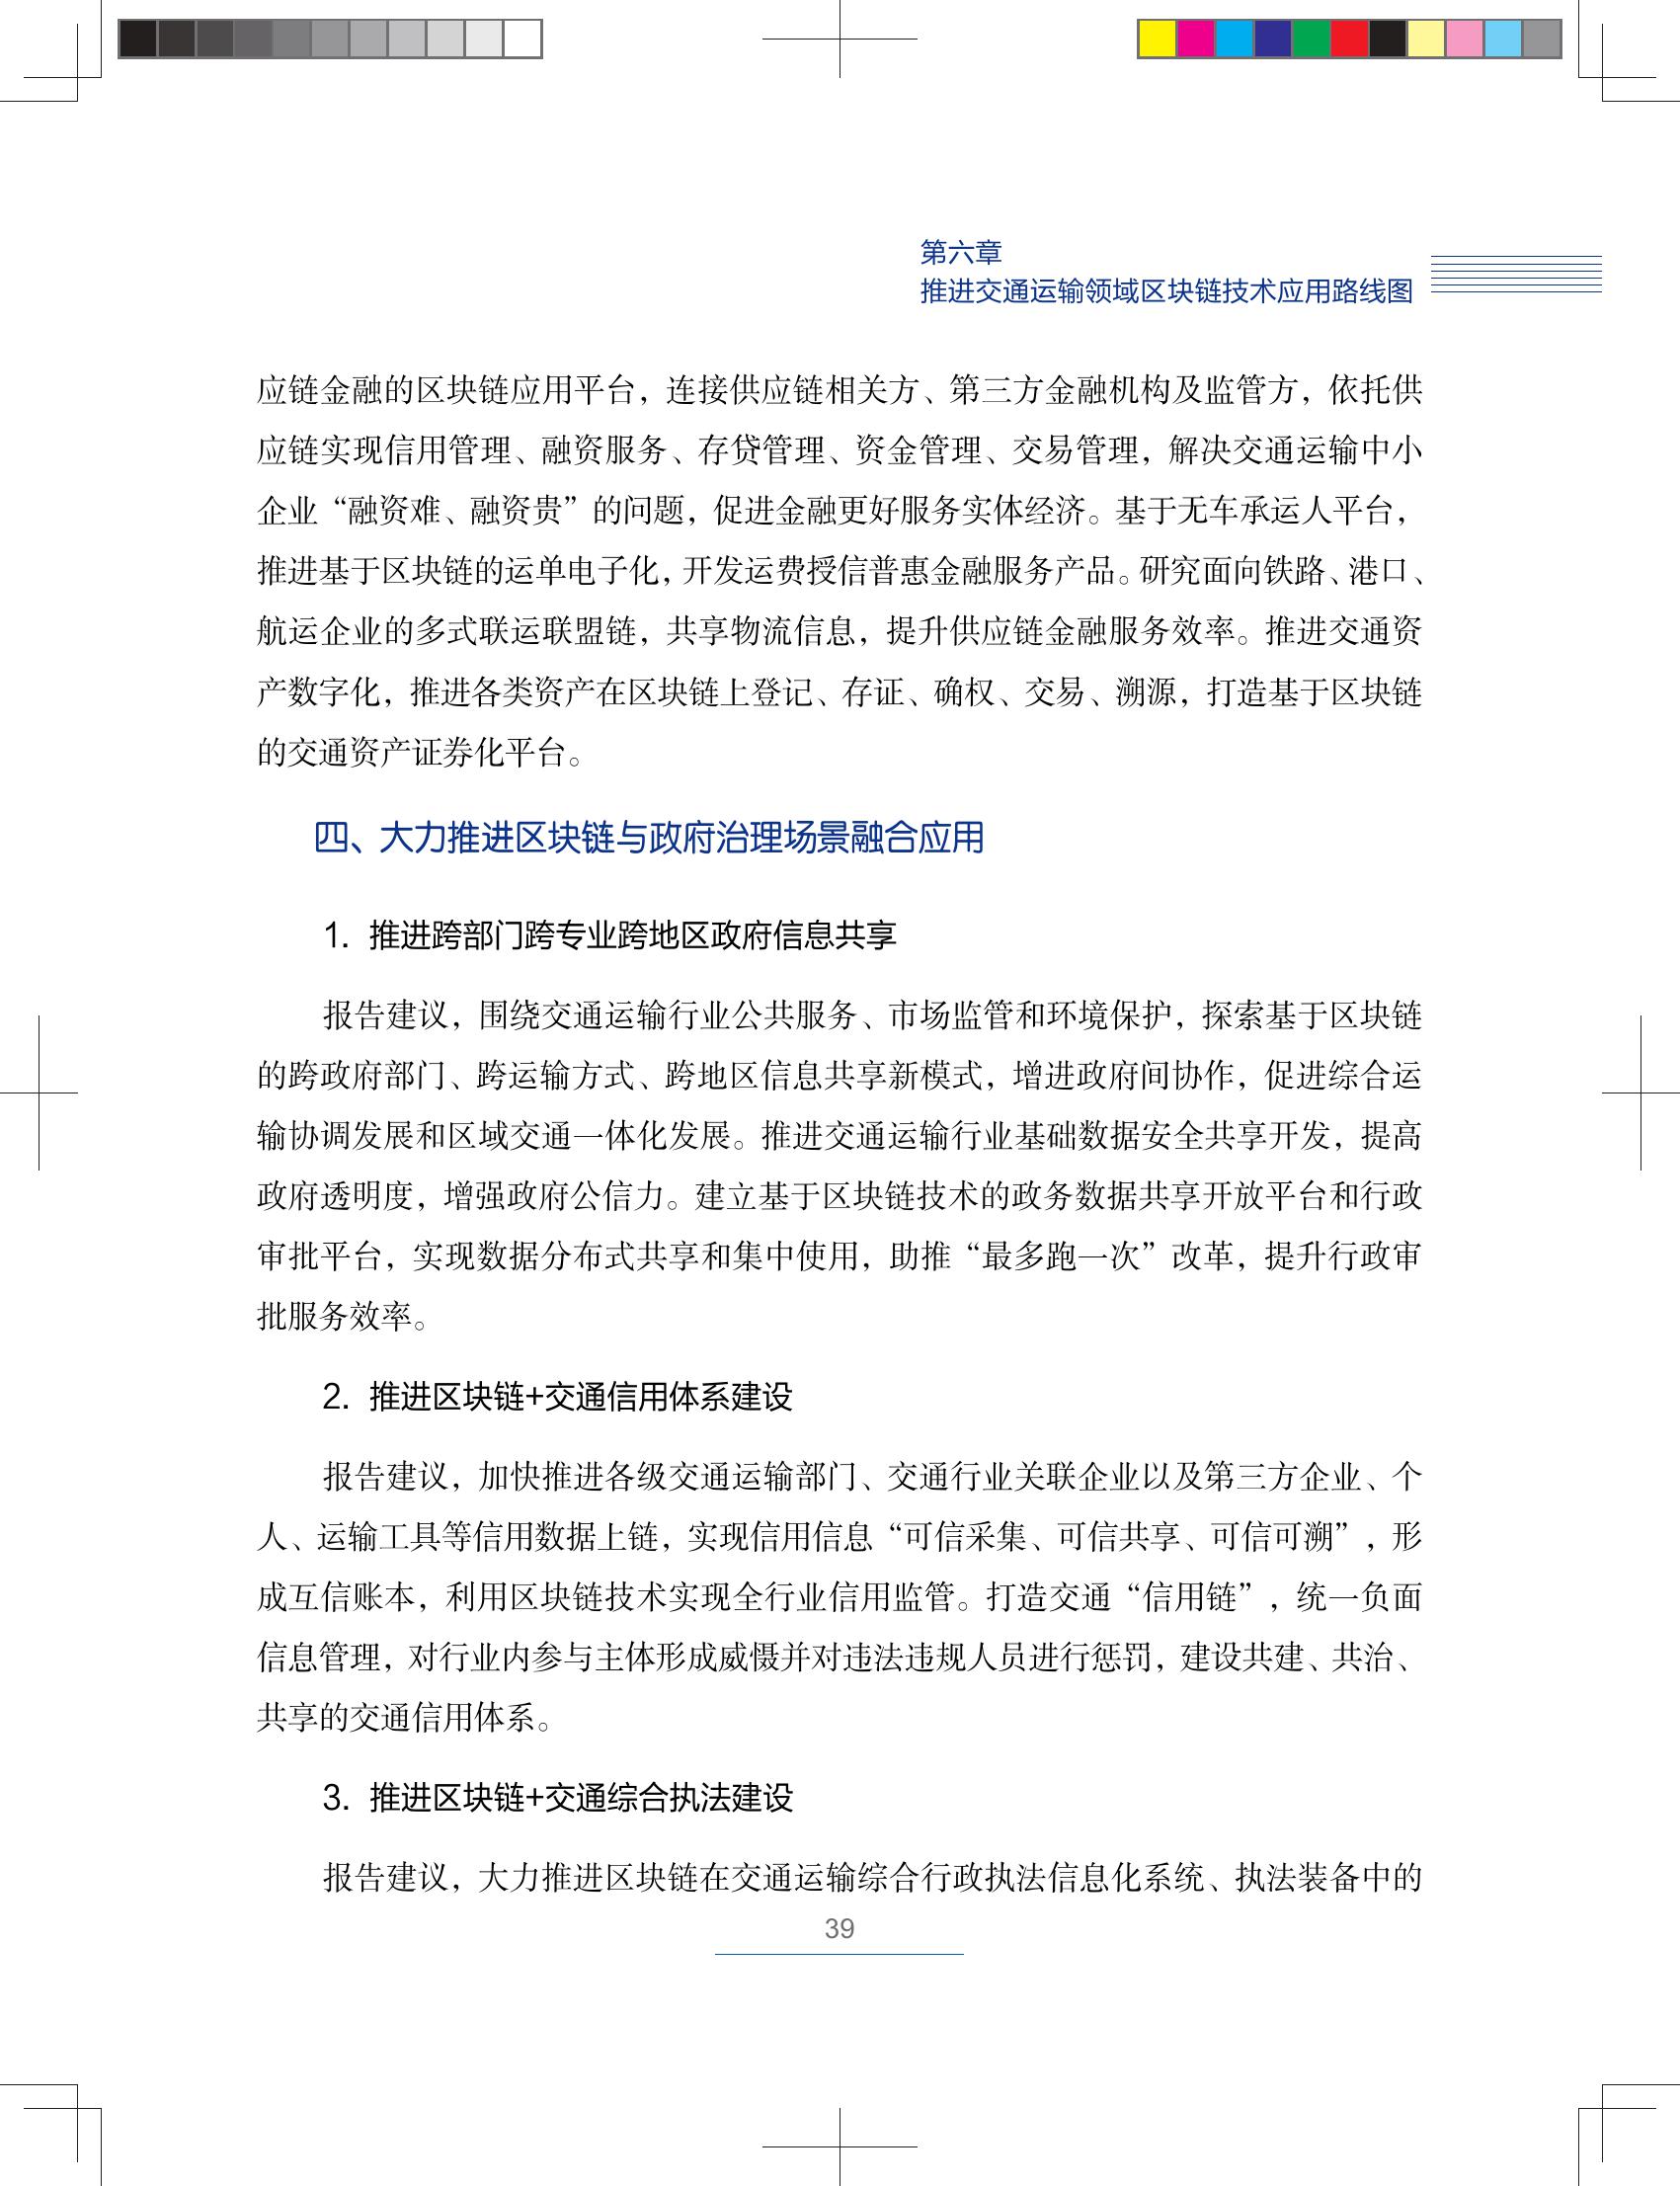 第六章
推进交通运输领域区块链技术应用路线图
应链金融的区块链应用平台，连接供应链相关方、第三方金融机构及监管方，依托供
应链实现信用管理、融资服务、存贷管理、资金管理、交易管理，解决交通运输中小
企业“融资难、融资贵”的问题，促进金融更好服务实体经济。基于无车承运人平台，
推进基于区块链的运单电子化，开发运费授信普惠金融服务产品。研究面向铁路、港口、
航运企业的多式联运联盟链，共享物流信息，提升供应链金融服务效率。推进交通资
产数字化，推进各类资产在区块链上登记、存证、确权、交易、溯源，打造基于区块链
的交通资产证券化平台。
四、大力推进区块链与政府治理场景融合应用
1. 推进跨部门跨专业跨地区政府信息共享
报告建议，围绕交通运输行业公共服务、市场监管和环境保护，探索基于区块链
的跨政府部门、跨运输方式、跨地区信息共享新模式，增进政府间协作，促进综合运
输协调发展和区域交通一体化发展。推进交通运输行业基础数据安全共享开发，提高
政府透明度，增强政府公信力。建立基于区块链技术的政务数据共享开放平台和行政
审批平台，实现数据分布式共享和集中使用，助推“最多跑一次”改革，提升行政审
批服务效率。
2. 推进区块链+交通信用体系建设
报告建议，加快推进各级交通运输部门、交通行业关联企业以及第三方企业、个
人、运输工具等信用数据上链，实现信用信息“可信采集、可信共享、可信可溯”，形
成互信账本，利用区块链技术实现全行业信用监管。打造交通“信用链”，统一负面
信息管理，对行业内参与主体形成威慑并对违法违规人员进行惩罚，建设共建、共治、
共享的交通信用体系。
3. 推进区块链+交通综合执法建设
报告建议，大力推进区块链在交通运输综合行政执法信息化系统、执法装备中的
39